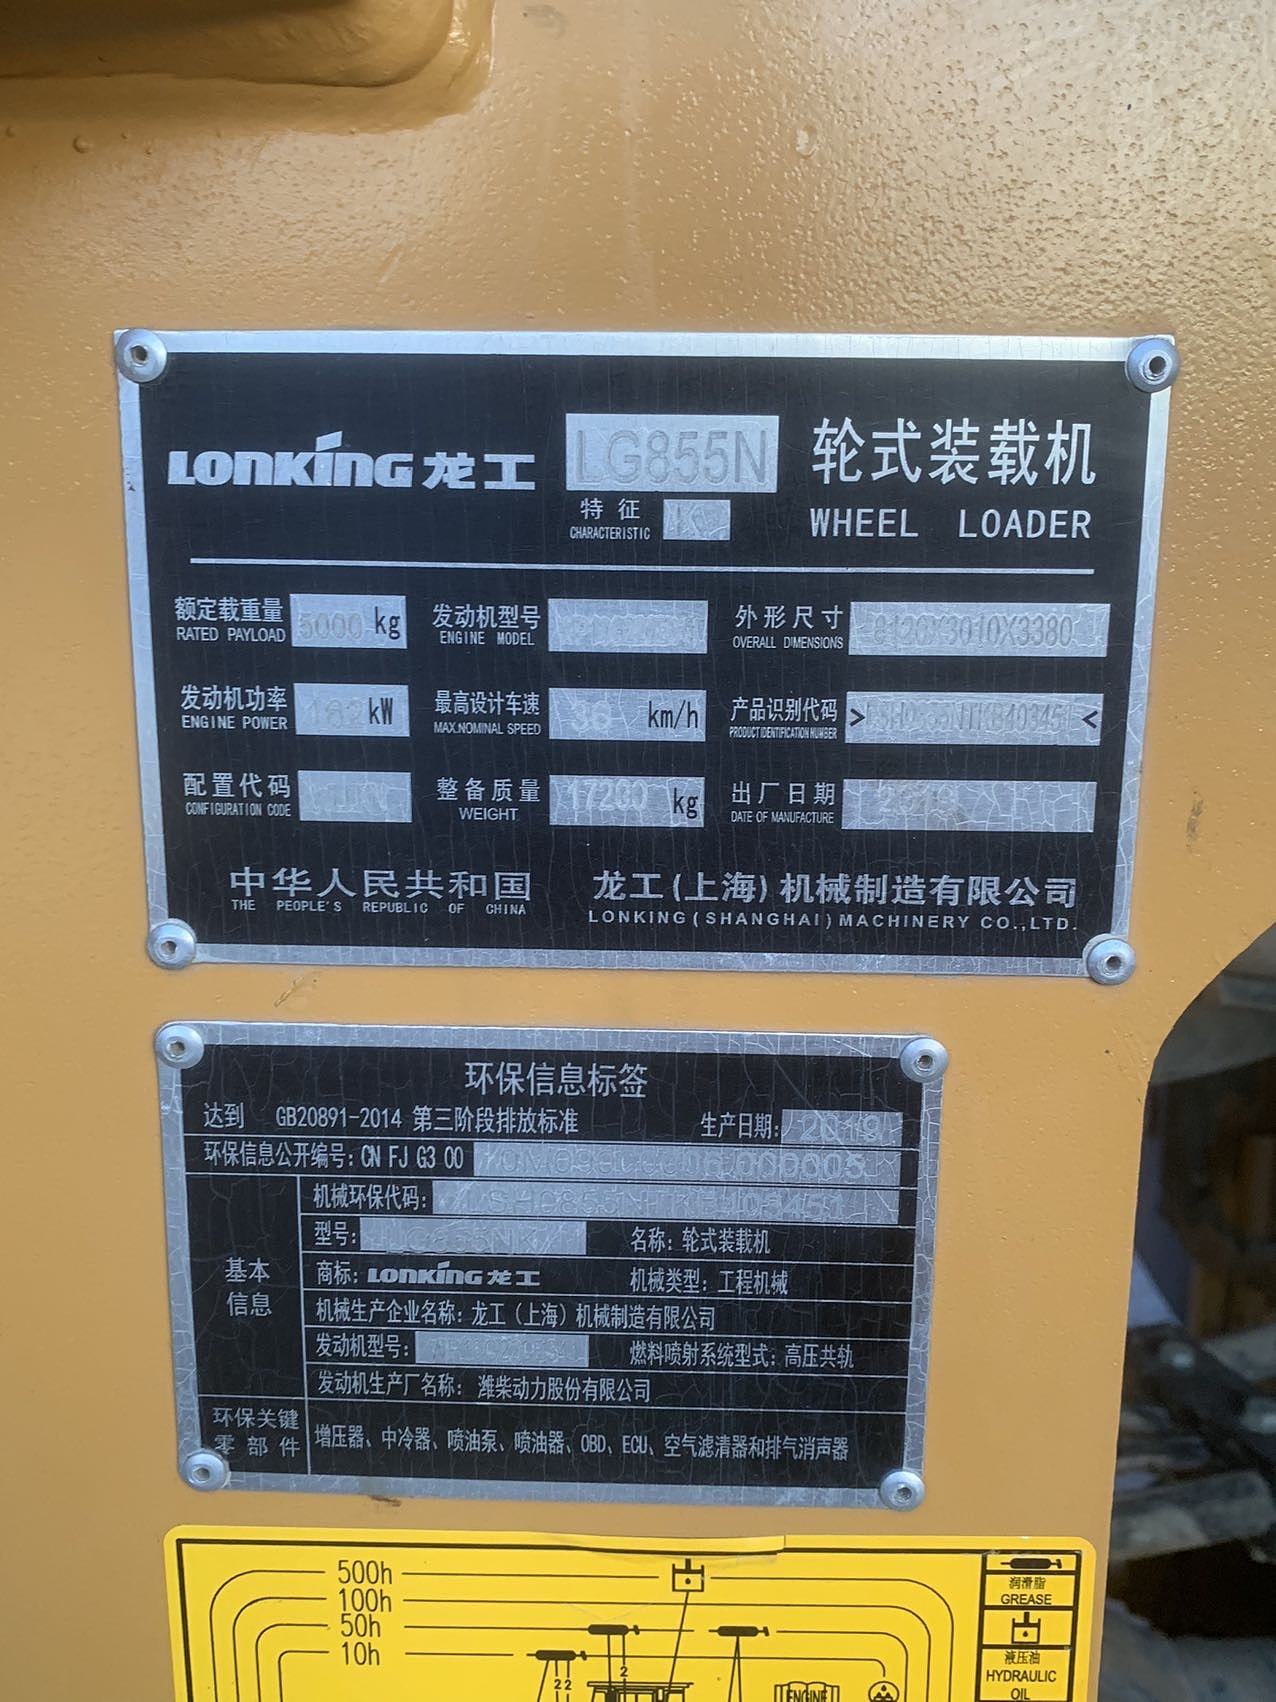 LONKING 龙工 LG855N 轮式装载机
特征 K
CHARACTERISTIC
WHEEL LOADER
额定载重量 5000 kg
RATED PAYLOAD
发动机型号
ENGINE MODEL
外形尺寸 8120X3010X3380
OVERALL DIMENSIONS
发动机功率 162 kW
ENGINE POWER
最高设计车速 38 km/h
MAX.NOMINAL SPEED
产品识别代码 > <
PRODUCT IDENTIFICATION NUMBER
配置代码
CONFIGURATION CODE
整备质量 17200 kg
WEIGHT
出厂日期
DATE OF MANUFACTURE
中华人民共和国
THE PEOPLE'S REPUBLIC OF CHINA
龙工(上海)机械制造有限公司
LONKING(SHANGHAI)MACHINERY CO.,LTD.
环保信息标签
达到 GB20891-2014 第三阶段排放标准 生产日期: 2019
环保信息公开编号: CN FJ G3 00
基本
信息
机械环保代码:
型号: 名称: 轮式装载机
商标: LONKING 龙工 机械类型: 工程机械
机械生产企业名称: 龙工(上海)机械制造有限公司
发动机型号: 燃料喷射系统型式: 高压共轨
发动机生产厂名称: 潍柴动力股份有限公司
环保关键
零部件
增压器、中冷器、喷油泵、喷油器、OBD、ECU、空气滤清器和排气消声器
500h
100h
50h
10h
润滑脂
GREASE
液压油
HYDRAULIC
OIL
2
2 2
ENGINE